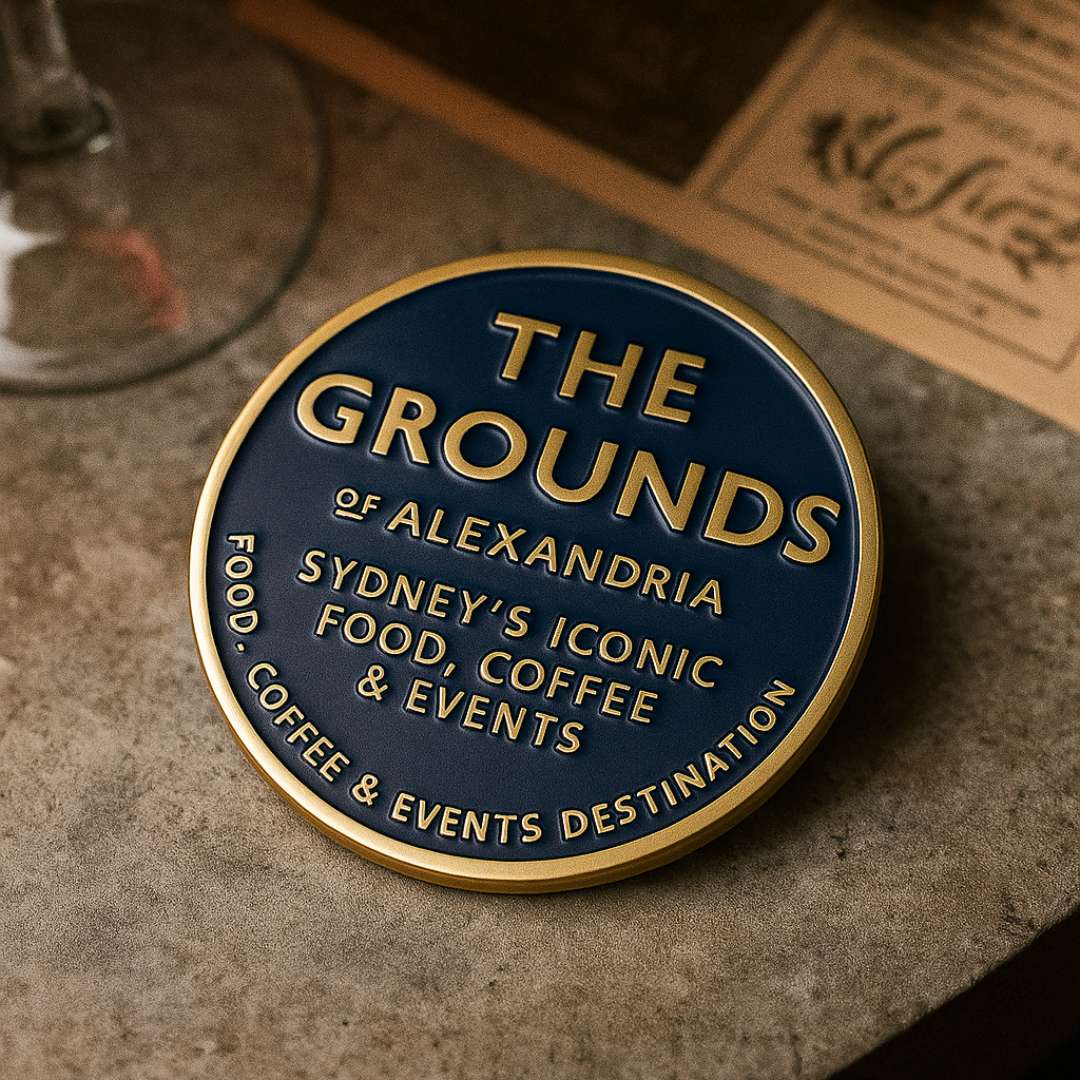 THE
GROUNDS
OF ALEXANDRIA
SYDNEY'S ICONIC
FOOD, COFFEE
& EVENTS
FOOD. COFFEE & EVENTS DESTINATION